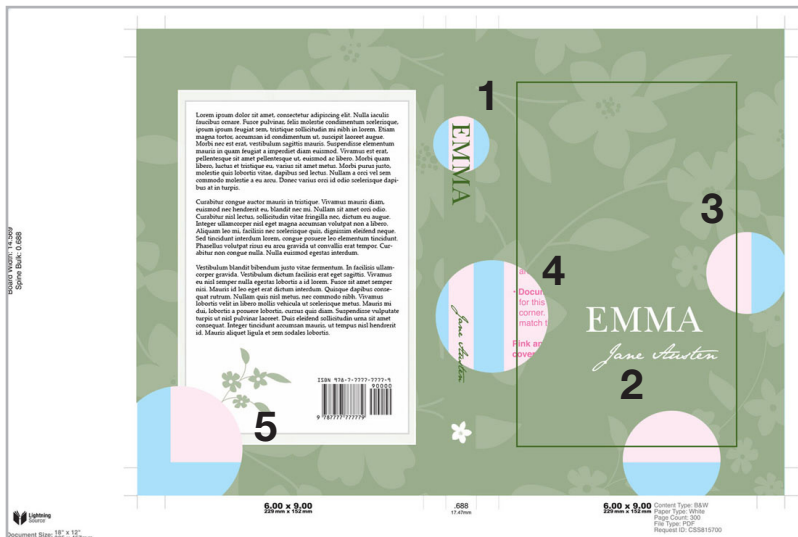 Lorem ipsum dolor sit amet, consectetur adipiscing elit. Nulla iaculis
faucibus ornare. Fusce pulvinar, felis molestie condimentum scelerisque,
ipsum ipsum feugiat sem, tristique sollicitudin mi nibh in lorem. Etiam
magna tortor, accumsan id condimentum ut, suscipit laoreet augue.
Morbi nec est erat, vestibulum sagittis mauris. Suspendisse elementum
mauris in quam feugiat a imperdiet diam euismod. Vivamus est erat,
pellentesque sit amet pellentesque ut, euismod ac libero. Morbi quam
libero, luctus et tristique eu, varius sit amet metus. Morbi purus justo,
molestie quis lobortis vitae, dapibus sed lectus. Nullam a orci vel sem
commodo molestie a eu arcu. Donec varius orci id odio scelerisque dapi-
bus at in turpis.
Curabitur congue auctor mauris in tristique. Vivamus mauris diam,
euismod nec hendrerit eu, blandit nec mi. Nullam sit amet orci odio.
Curabitur nisl lectus, sollicitudin vitae fringilla nec, dictum eu augue.
Integer ullamcorper nisl eget magna accumsan volutpat non a libero.
Aliquam leo mi, facilisis nec scelerisque quis, dignissim eleifend neque.
Sed tincidunt interdum lorem, congue posuere leo elementum tincidunt.
Phasellus volutpat risus eu arcu gravida ut convallis erat tempor. Cur-
abitur non congue nulla. Nulla euismod egestas interdum.
Vestibulum blandit bibendum justo vitae fermentum. In facilisis ullam-
corper gravida. Vestibulum dictum facilisis erat eget sagittis. Vivamus
eu nisl semper nulla egestas lobortis a id lorem. Fusce sit amet semper
nisi. Mauris id leo eget erat dictum interdum. Quisque dapibus conse-
quat rutrum. Nullam quis nisl metus, nec commodo nibh. Vivamus
lobortis velit in libero mollis vehicula ut scelerisque metus. Mauris mi
dui, lobortis a posuere lobortis, cursus quis diam. Suspendisse vulputate
turpis ut nisl pulvinar laoreet. Duis eleifend sollicitudin urna sit amet
consequat. Integer tincidunt accumsan mauris, ut tempus nisl hendrerit
id. Mauris aliquet ligula et sem sodales lobortis.
ISBN 978-7-7777-7777-9
90000
9 787777 777779
5
1
EMMA
4
Docu
for this
corner.
match t
Pink an
cove
Jane Austen
3
EMMA
Jane Austen
2
Board Width: 14.569
Spine Bulk: 0.688
Lightning
Source
Document Size: 18" x 12"
6.00 x 9.00
229mm x 152mm
.688
17.47mm
6.00 x 9.00
229mm x 152mm
Content Type: B&W
Paper Type: White
Page Count: 300
File Type: PDF
Request ID: CSS815700